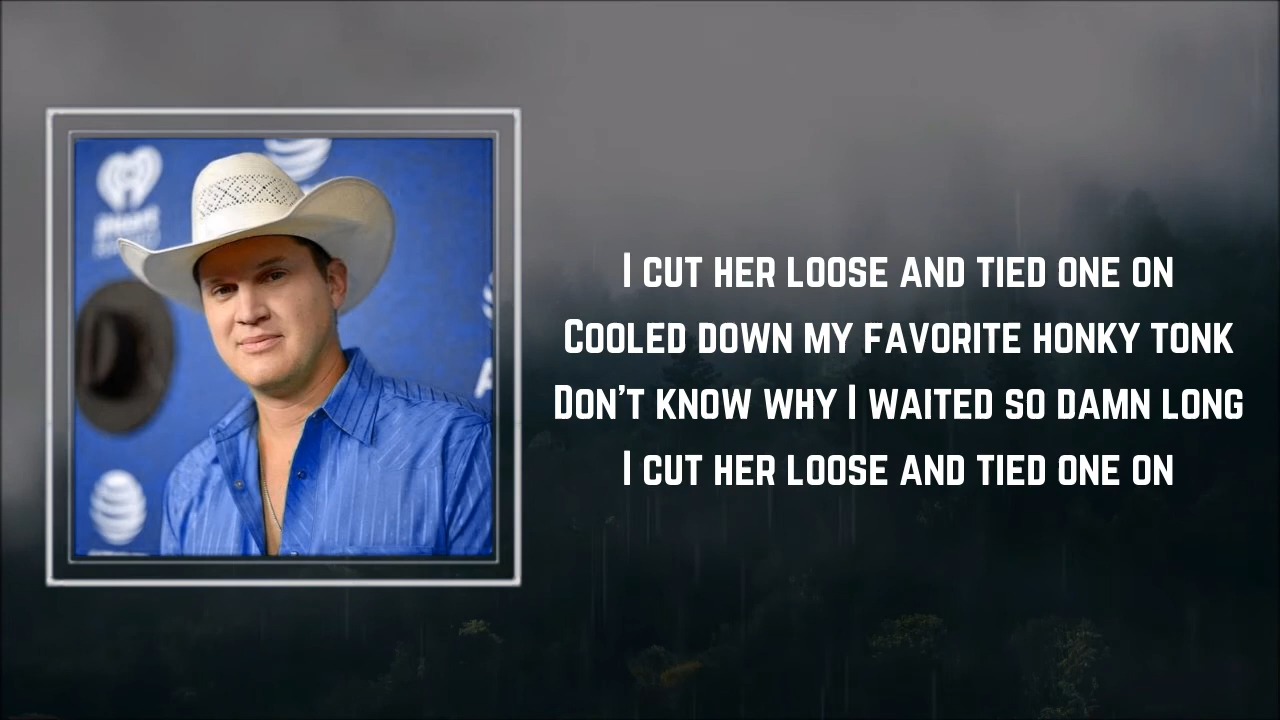 I CUT HER LOOSE AND TIED ONE ON
COOLED DOWN MY FAVORITE HONKY TONK
DON'T KNOW WHY I WAITED SO DAMN LONG
I CUT HER LOOSE AND TIED ONE ON